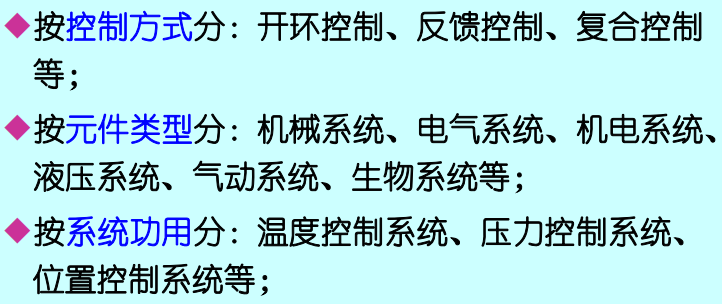 ◆按控制方式分：开环控制、反馈控制、复合控制
等；
◆按元件类型分：机械系统、电气系统、机电系统、
液压系统、气动系统、生物系统等；
◆按系统功用分：温度控制系统、压力控制系统、
位置控制系统等；